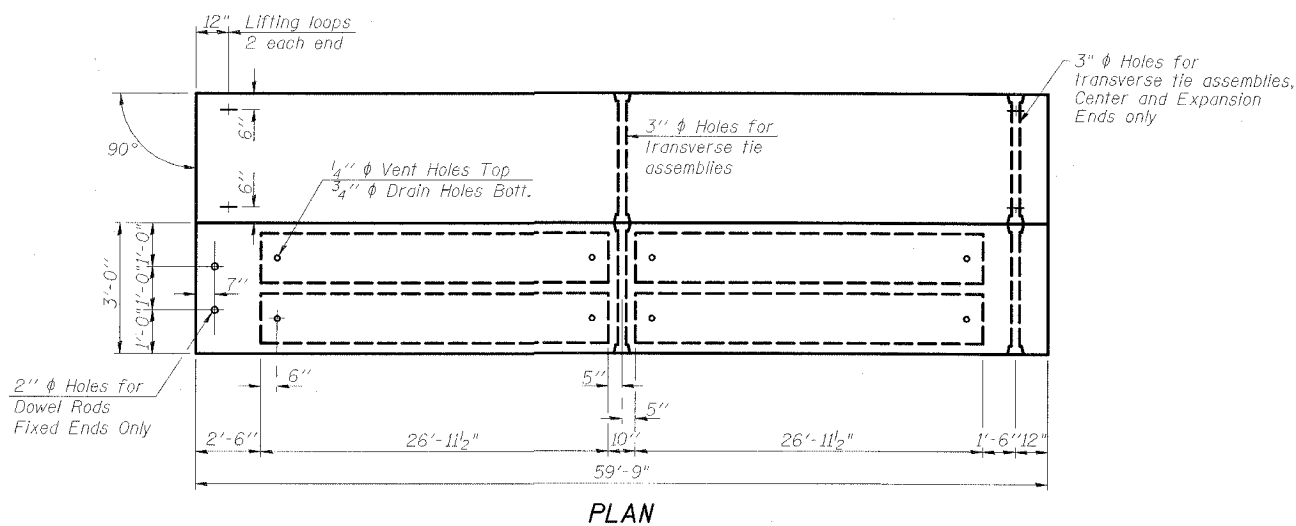 12" Lifting loops
2 each end
3" φ Holes for
transverse tie assemblies,
Center and Expansion
Ends only
90°
6"
6"
3" φ Holes for
transverse tie
assemblies
1/4" φ Vent Holes Top
3/4" φ Drain Holes Bott.
3'-0"
1'-0"
1'-0"
1'-0"
7"
2" φ Holes for
Dowel Rods
Fixed Ends Only
6"
5"
5"
2'-6" 26'-11 1/2" 10" 26'-11 1/2" 1'-6" 12"
59'-9"
PLAN